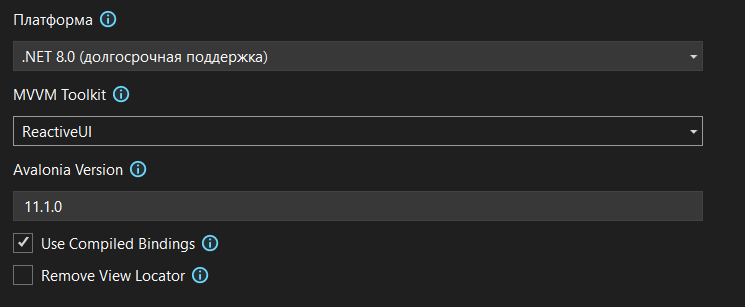 Платформа
.NET 8.0 (долгосрочная поддержка)
MVVM Toolkit
ReactiveUI
Avalonia Version
11.1.0
Use Compiled Bindings
Remove View Locator